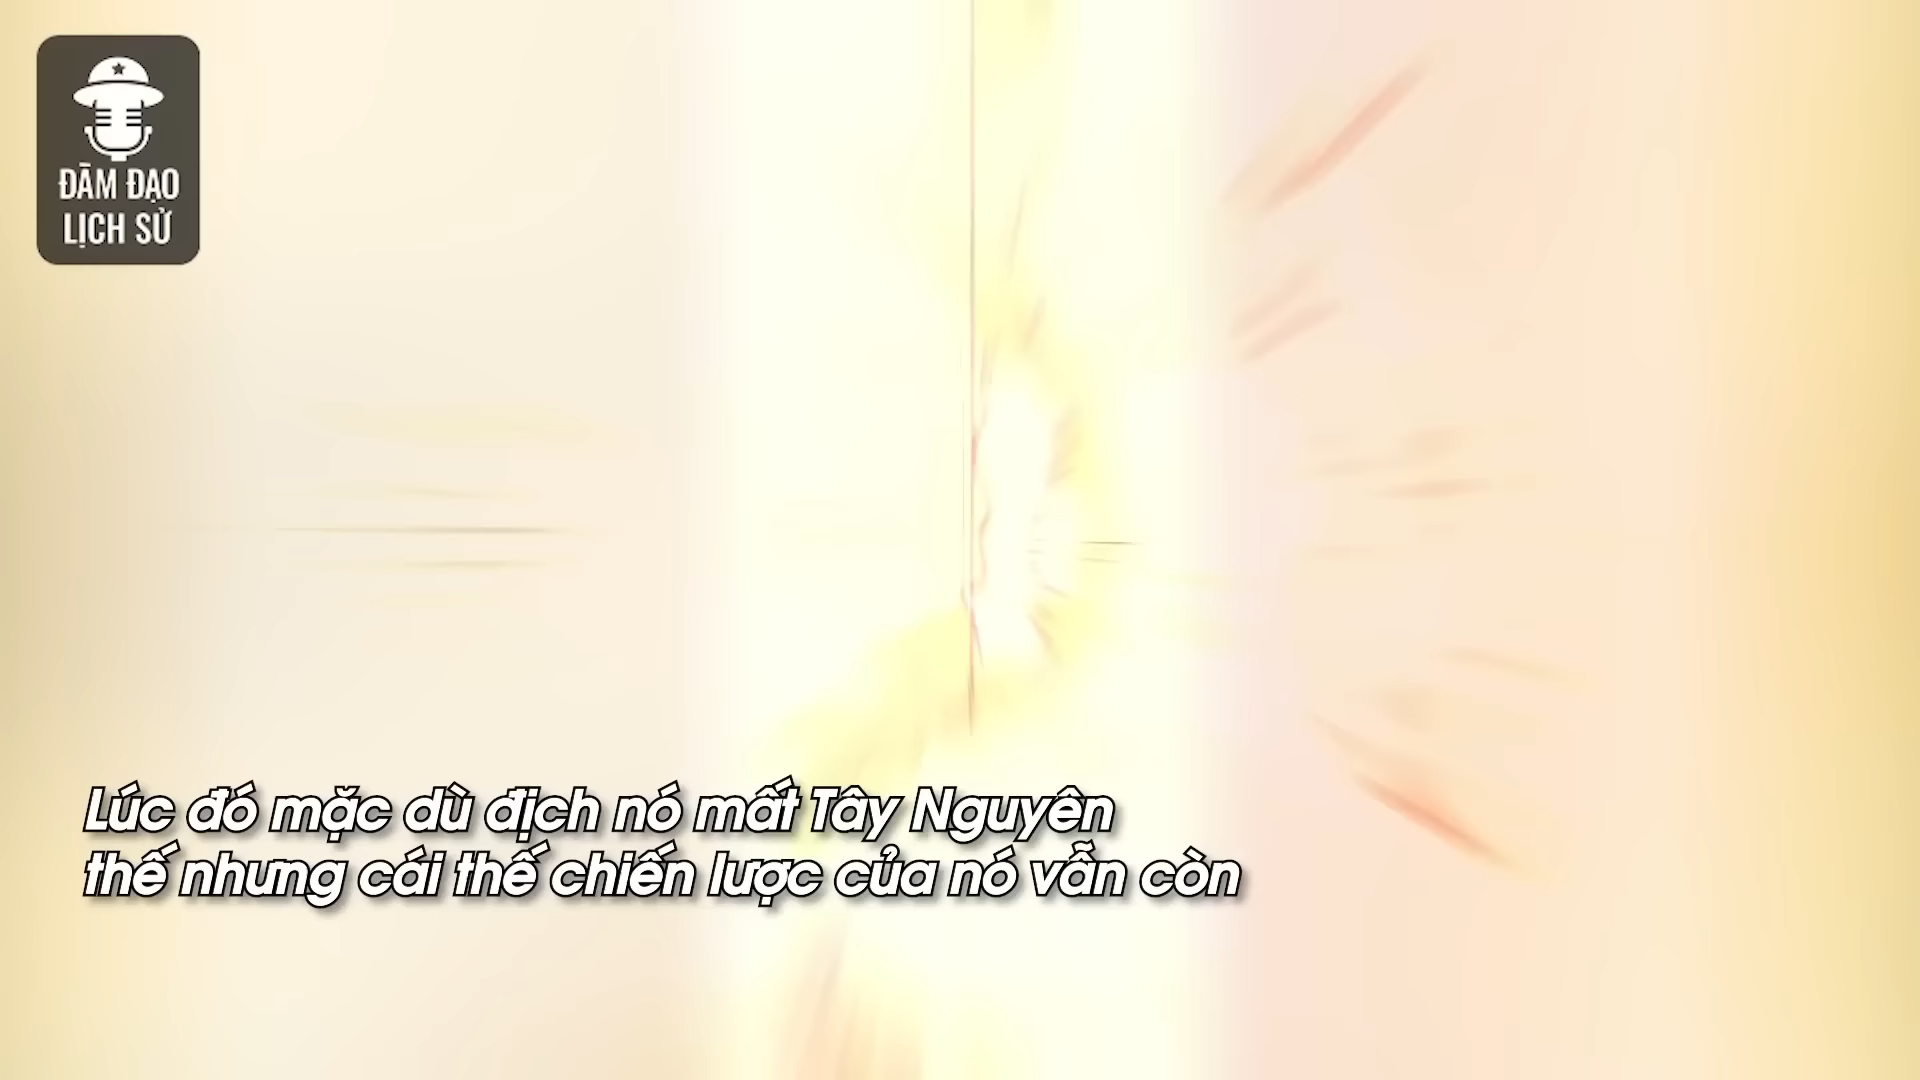 ĐÀM ĐẠO
LỊCH SỬ
Lúc đó mặc dù địch nó mất Tây Nguyên
thế nhưng cái thế chiến lược của nó vẫn còn